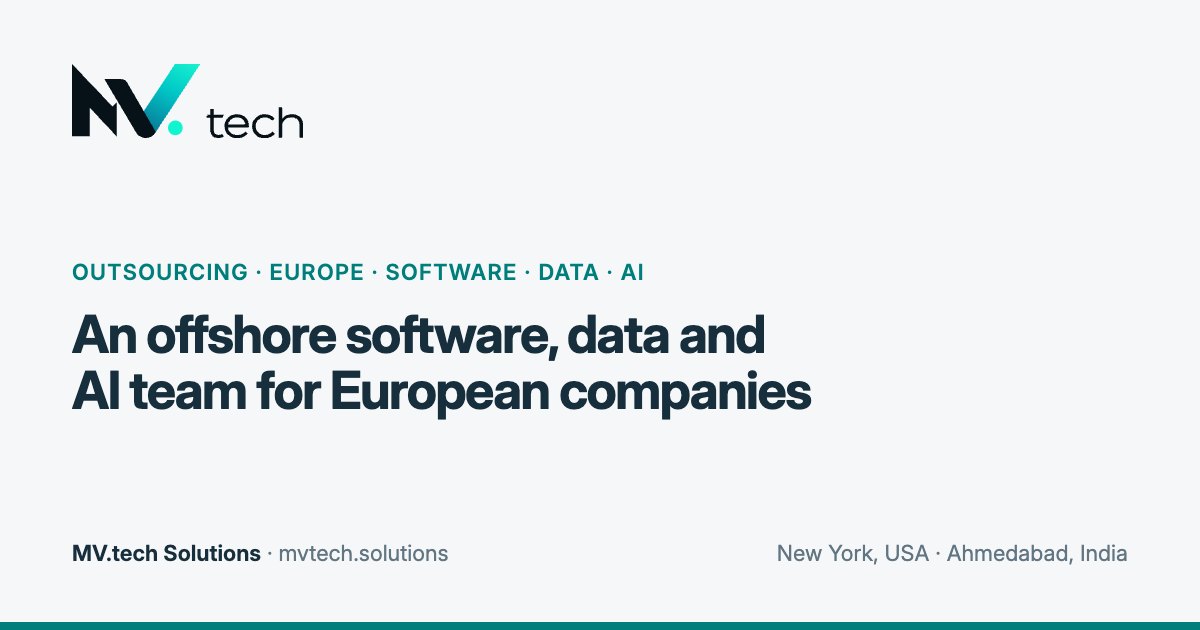 MV. tech
OUTSOURCING · EUROPE · SOFTWARE · DATA · AI
An offshore software, data and
AI team for European companies
MV.tech Solutions · mvtech.solutions
New York, USA · Ahmedabad, India